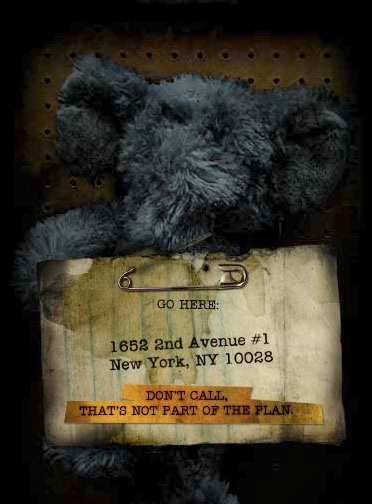 GO HERE:
1652 2nd Avenue #1
New York, NY 10028
DON'T CALL,
THAT'S NOT PART OF THE PLAN.